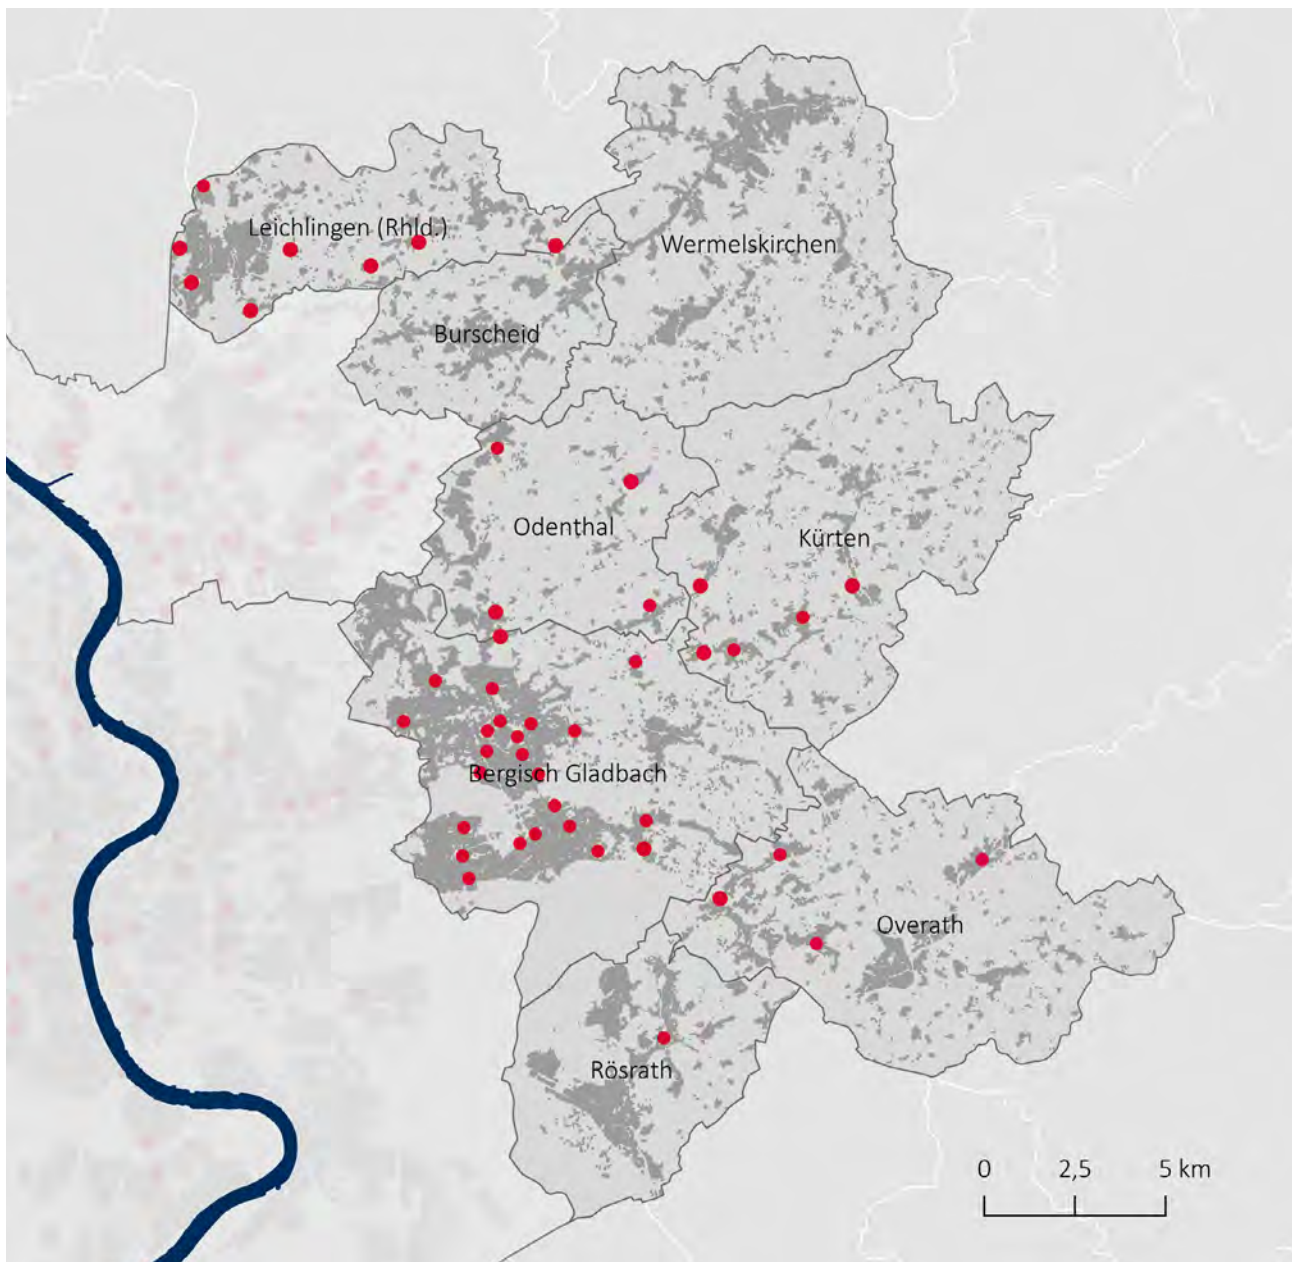 Leichlingen (Rhld.)
Wermelskirchen
Burscheid
Odenthal
Kürten
Bergisch Gladbach
Overath
Rösrath
0 2,5 5 km